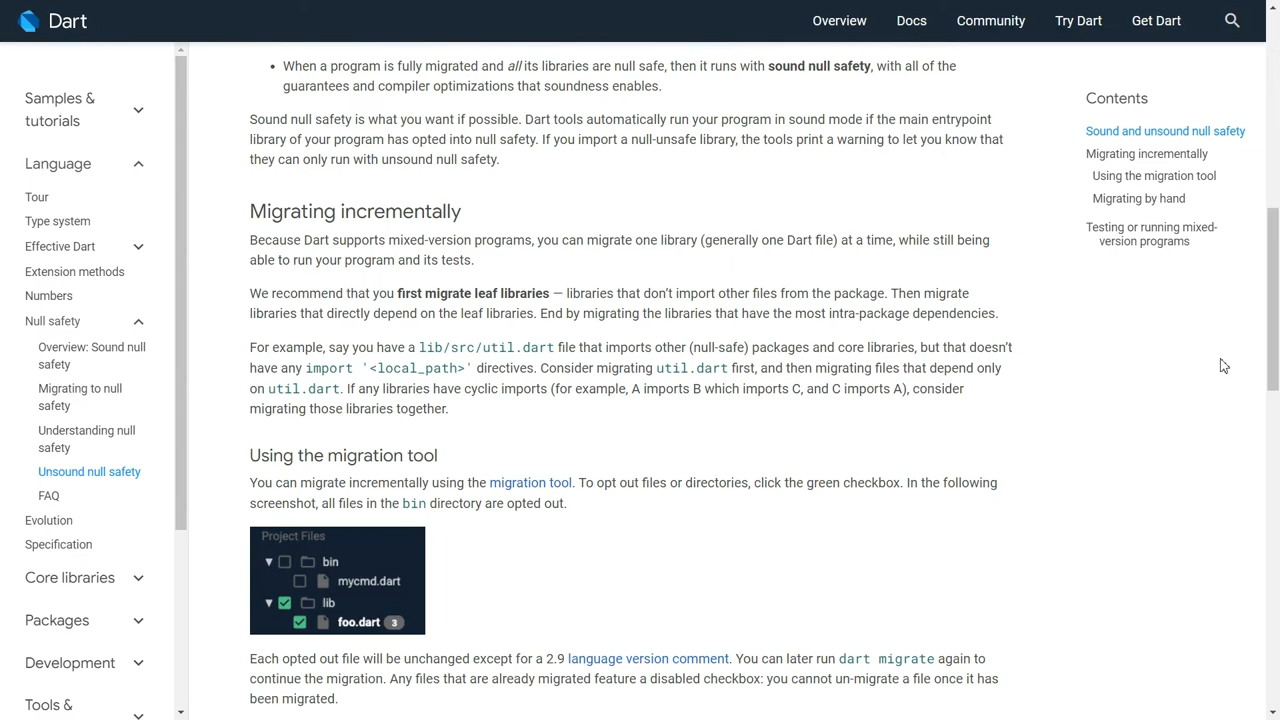 Dart
Overview
Docs
Community
Try Dart
Get Dart
Samples &
tutorials
Language
Tour
Type system
Effective Dart
Extension methods
Numbers
Null safety
Overview: Sound null
safety
Migrating to null
safety
Understanding null
safety
Unsound null safety
FAQ
Evolution
Specification
Core libraries
Packages
Development
Tools &
• When a program is fully migrated and all its libraries are null safe, then it runs with sound null safety, with all of the
guarantees and compiler optimizations that soundness enables.
Sound null safety is what you want if possible. Dart tools automatically run your program in sound mode if the main entrypoint
library of your program has opted into null safety. If you import a null-unsafe library, the tools print a warning to let you know that
they can only run with unsound null safety.
Migrating incrementally
Because Dart supports mixed-version programs, you can migrate one library (generally one Dart file) at a time, while still being
able to run your program and its tests.
We recommend that you first migrate leaf libraries — libraries that don’t import other files from the package. Then migrate
libraries that directly depend on the leaf libraries. End by migrating the libraries that have the most intra-package dependencies.
For example, say you have a lib/src/util.dart file that imports other (null-safe) packages and core libraries, but that doesn’t
have any import '<local_path>' directives. Consider migrating util.dart first, and then migrating files that depend only
on util.dart. If any libraries have cyclic imports (for example, A imports B which imports C, and C imports A), consider
migrating those libraries together.
Using the migration tool
You can migrate incrementally using the migration tool. To opt out files or directories, click the green checkbox. In the following
screenshot, all files in the bin directory are opted out.
Project Files
bin
mycmd.dart
lib
foo.dart 3
Each opted out file will be unchanged except for a 2.9 language version comment. You can later run dart migrate again to
continue the migration. Any files that are already migrated feature a disabled checkbox: you cannot un-migrate a file once it has
been migrated.
Contents
Sound and unsound null safety
Migrating incrementally
Using the migration tool
Migrating by hand
Testing or running mixed-
version programs